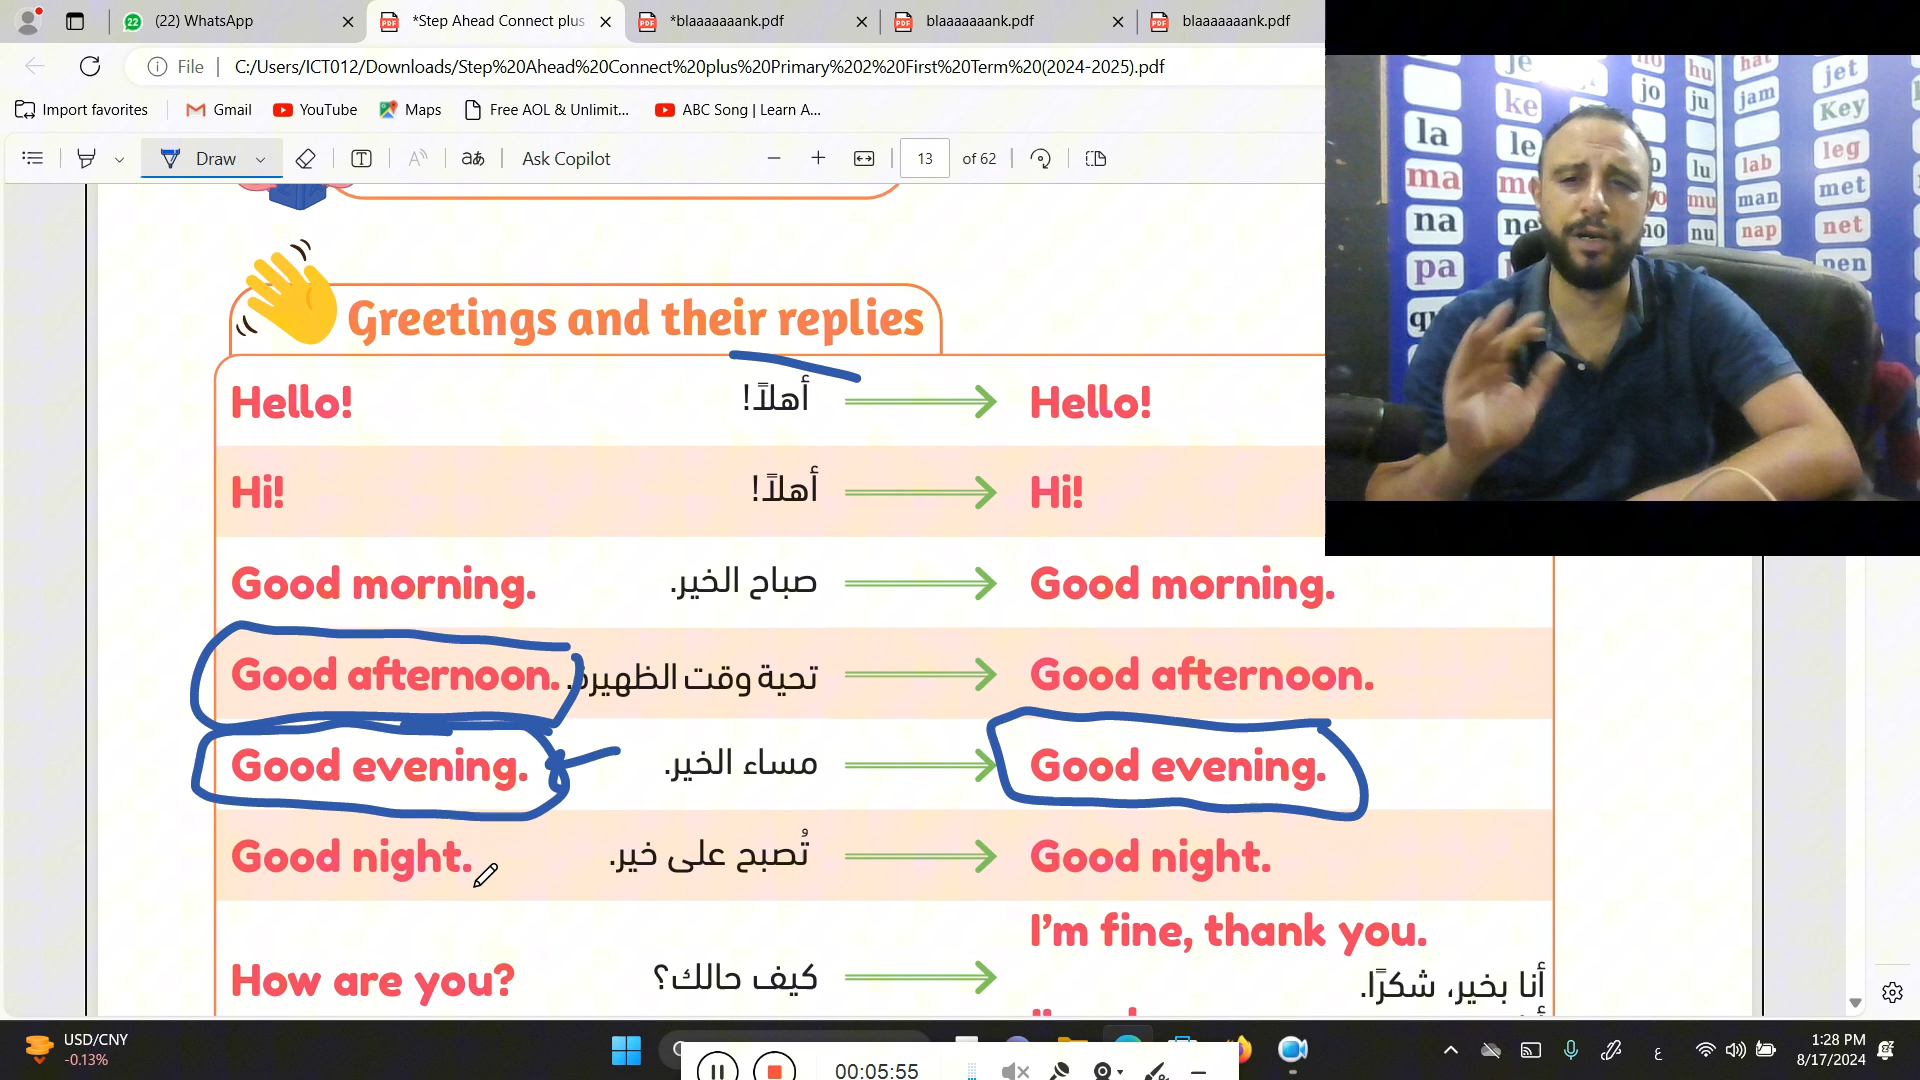 (22) WhatsApp
*Step Ahead Connect plus
*blaaaaaaank.pdf
blaaaaaaank.pdf
blaaaaaaank.pdf
File
C:/Users/ICT012/Downloads/Step%20Ahead%20Connect%20plus%20Primary%202%20First%20Term%20(2024-2025).pdf
Import favorites
Gmail
YouTube
Maps
Free AOL & Unlimit...
ABC Song | Learn A...
Draw
Ask Copilot
13
of 62
Greetings and their replies
Hello!
أهلاً!
Hello!
Hi!
أهلاً!
Hi!
Good morning.
صباح الخير.
Good morning.
Good afternoon.
تحية وقت الظهيرة.
Good afternoon.
Good evening.
مساء الخير.
Good evening.
Good night.
تُصبح على خير.
Good night.
How are you?
كيف حالك؟
I'm fine, thank you.
أنا بخير، شكرًا.
je
jo
hu
ju
hat
jam
jet
ke
Key
la
le
lu
lab
leg
ma
mu
man
met
na
ne
no
nu
nap
net
pa
pen
USD/CNY
-0.13%
00:05:55
ع
1:28 PM
8/17/2024